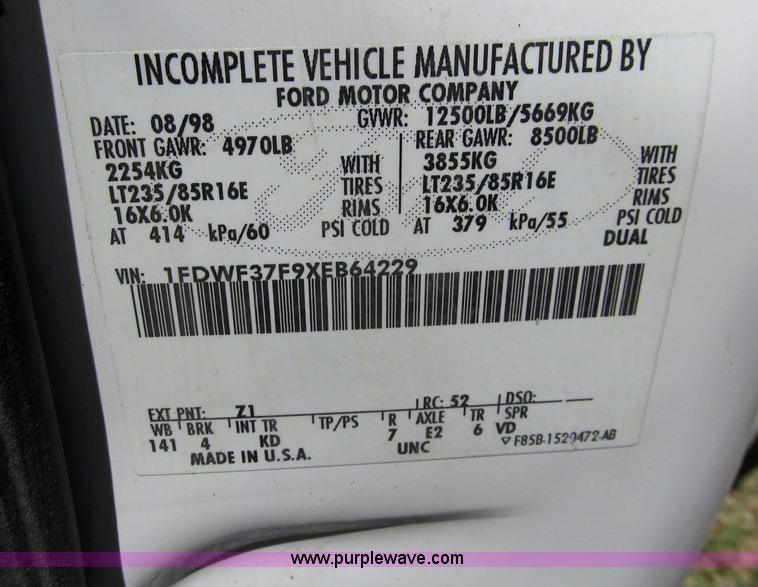 INCOMPLETE VEHICLE MANUFACTURED BY
FORD MOTOR COMPANY
DATE: 08/98 GVWR: 12500LB/5669KG
FRONT GAWR: 4970LB REAR GAWR: 8500LB
2254KG WITH 3855KG WITH
LT235/85R16E TIRES LT235/85R16E TIRES
16X6.0K RIMS 16X6.0K RIMS
AT 414 kPa/60 PSI COLD AT 379 kPa/55 PSI COLD
DUAL
VIN: 1FDWF37F9XEB64229
EXT PNT: Z1 RC: 52 DSO:
WB BRK INT TR TP/PS R AXLE TR SPR
141 4 KD 7 E2 6 VD
MADE IN U.S.A. UNC F85B-1520472-AB
www.purplewave.com